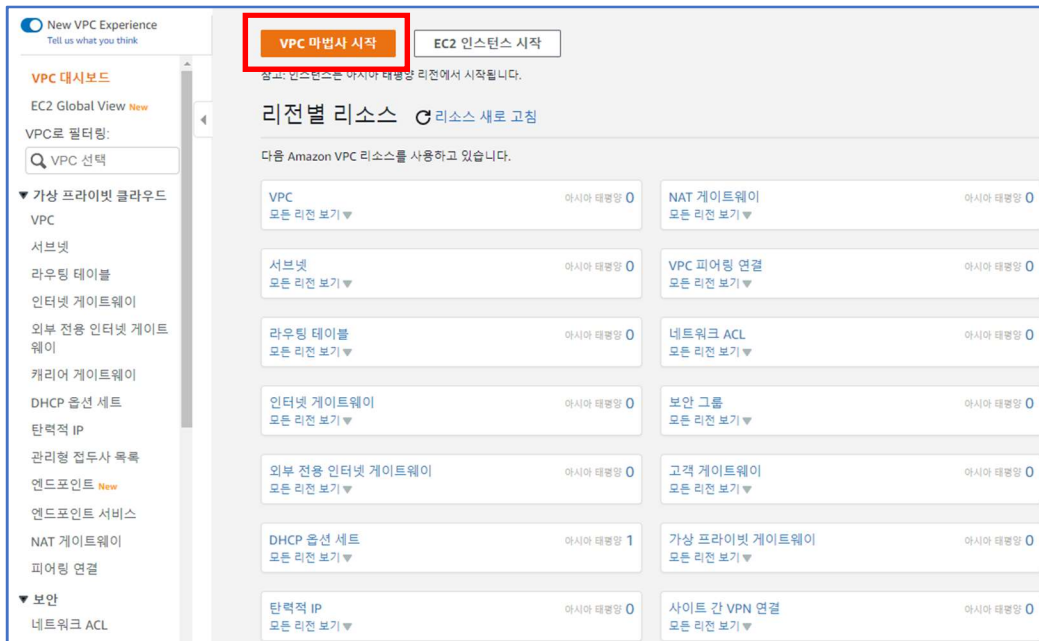 New VPC Experience
Tell us what you think
VPC 대시보드
EC2 Global View New
VPC로 필터링:
VPC 선택
가상 프라이빗 클라우드
VPC
서브넷
라우팅 테이블
인터넷 게이트웨이
외부 전용 인터넷 게이트
웨이
캐리어 게이트웨이
DHCP 옵션 세트
탄력적 IP
관리형 접두사 목록
엔드포인트 New
엔드포인트 서비스
NAT 게이트웨이
피어링 연결
보안
네트워크 ACL
VPC 마법사 시작
EC2 인스턴스 시작
참고: 인스턴스는 아시아 태평양 리전에서 시작됩니다.
리전별 리소스 리소스 새로 고침
다음 Amazon VPC 리소스를 사용하고 있습니다.
VPC 아시아 태평양 0
모든 리전 보기
NAT 게이트웨이 아시아 태평양 0
모든 리전 보기
서브넷 아시아 태평양 0
모든 리전 보기
VPC 피어링 연결 아시아 태평양 0
모든 리전 보기
라우팅 테이블 아시아 태평양 0
모든 리전 보기
네트워크 ACL 아시아 태평양 0
모든 리전 보기
인터넷 게이트웨이 아시아 태평양 0
모든 리전 보기
보안 그룹 아시아 태평양 0
모든 리전 보기
외부 전용 인터넷 게이트웨이 아시아 태평양 0
모든 리전 보기
고객 게이트웨이 아시아 태평양 0
모든 리전 보기
DHCP 옵션 세트 아시아 태평양 1
모든 리전 보기
가상 프라이빗 게이트웨이 아시아 태평양 0
모든 리전 보기
탄력적 IP 아시아 태평양 0
모든 리전 보기
사이트 간 VPN 연결 아시아 태평양 0
모든 리전 보기